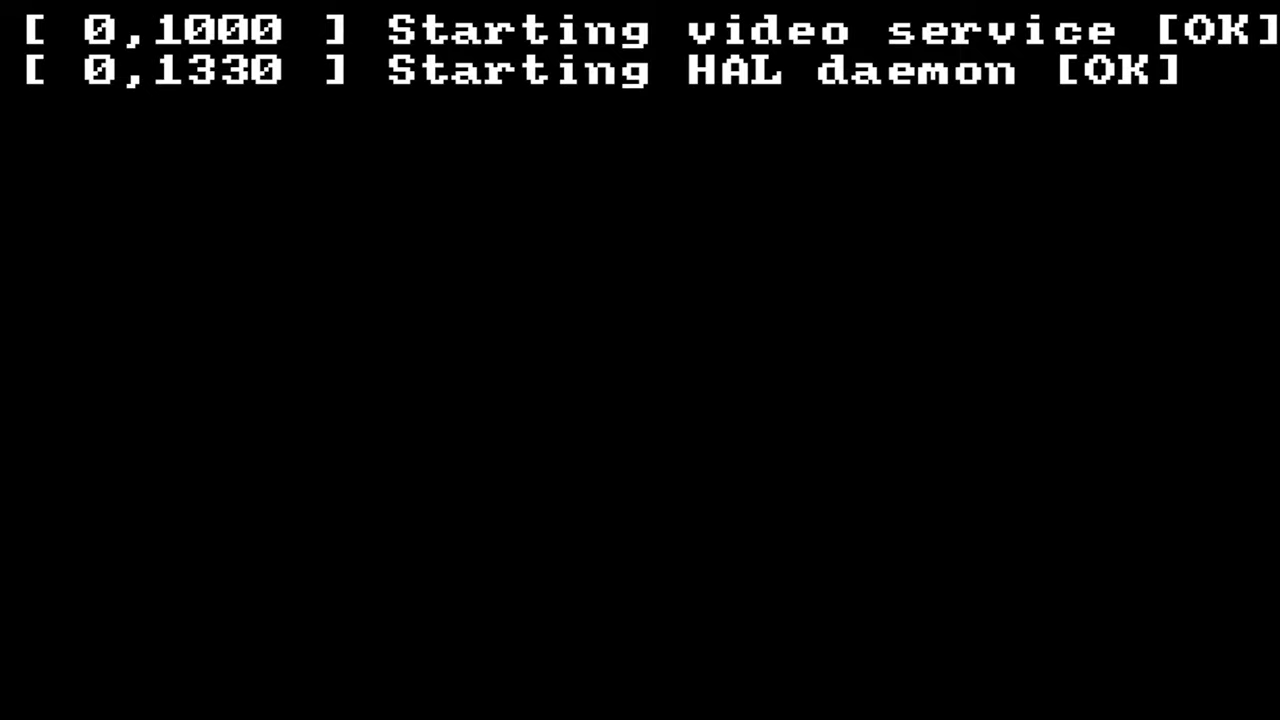 [ 0,1000 ] Starting video service [OK]
[ 0,1330 ] Starting HAL daemon [OK]